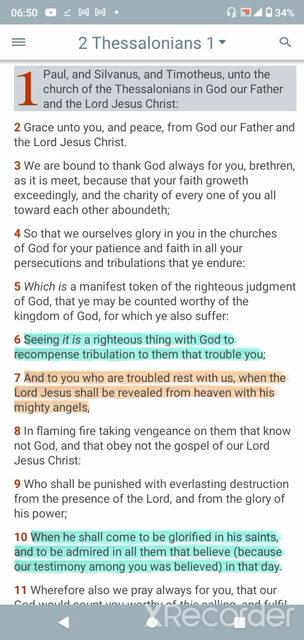 06:50
34%
2 Thessalonians 1
1 Paul, and Silvanus, and Timotheus, unto the
church of the Thessalonians in God our Father
and the Lord Jesus Christ:
2 Grace unto you, and peace, from God our Father and
the Lord Jesus Christ.
3 We are bound to thank God always for you, brethren,
as it is meet, because that your faith groweth
exceedingly, and the charity of every one of you all
toward each other aboundeth;
4 So that we ourselves glory in you in the churches
of God for your patience and faith in all your
persecutions and tribulations that ye endure:
5 Which is a manifest token of the righteous judgment
of God, that ye may be counted worthy of the
kingdom of God, for which ye also suffer:
6 Seeing it is a righteous thing with God to
recompense tribulation to them that trouble you;
7 And to you who are troubled rest with us, when the
Lord Jesus shall be revealed from heaven with his
mighty angels,
8 In flaming fire taking vengeance on them that know
not God, and that obey not the gospel of our Lord
Jesus Christ:
9 Who shall be punished with everlasting destruction
from the presence of the Lord, and from the glory of
his power;
10 When he shall come to be glorified in his saints,
and to be admired in all them that believe (because
our testimony among you was believed) in that day.
11 Wherefore also we pray always for you, that our
God would count you worthy of this calling, and fulfil
XRecorder